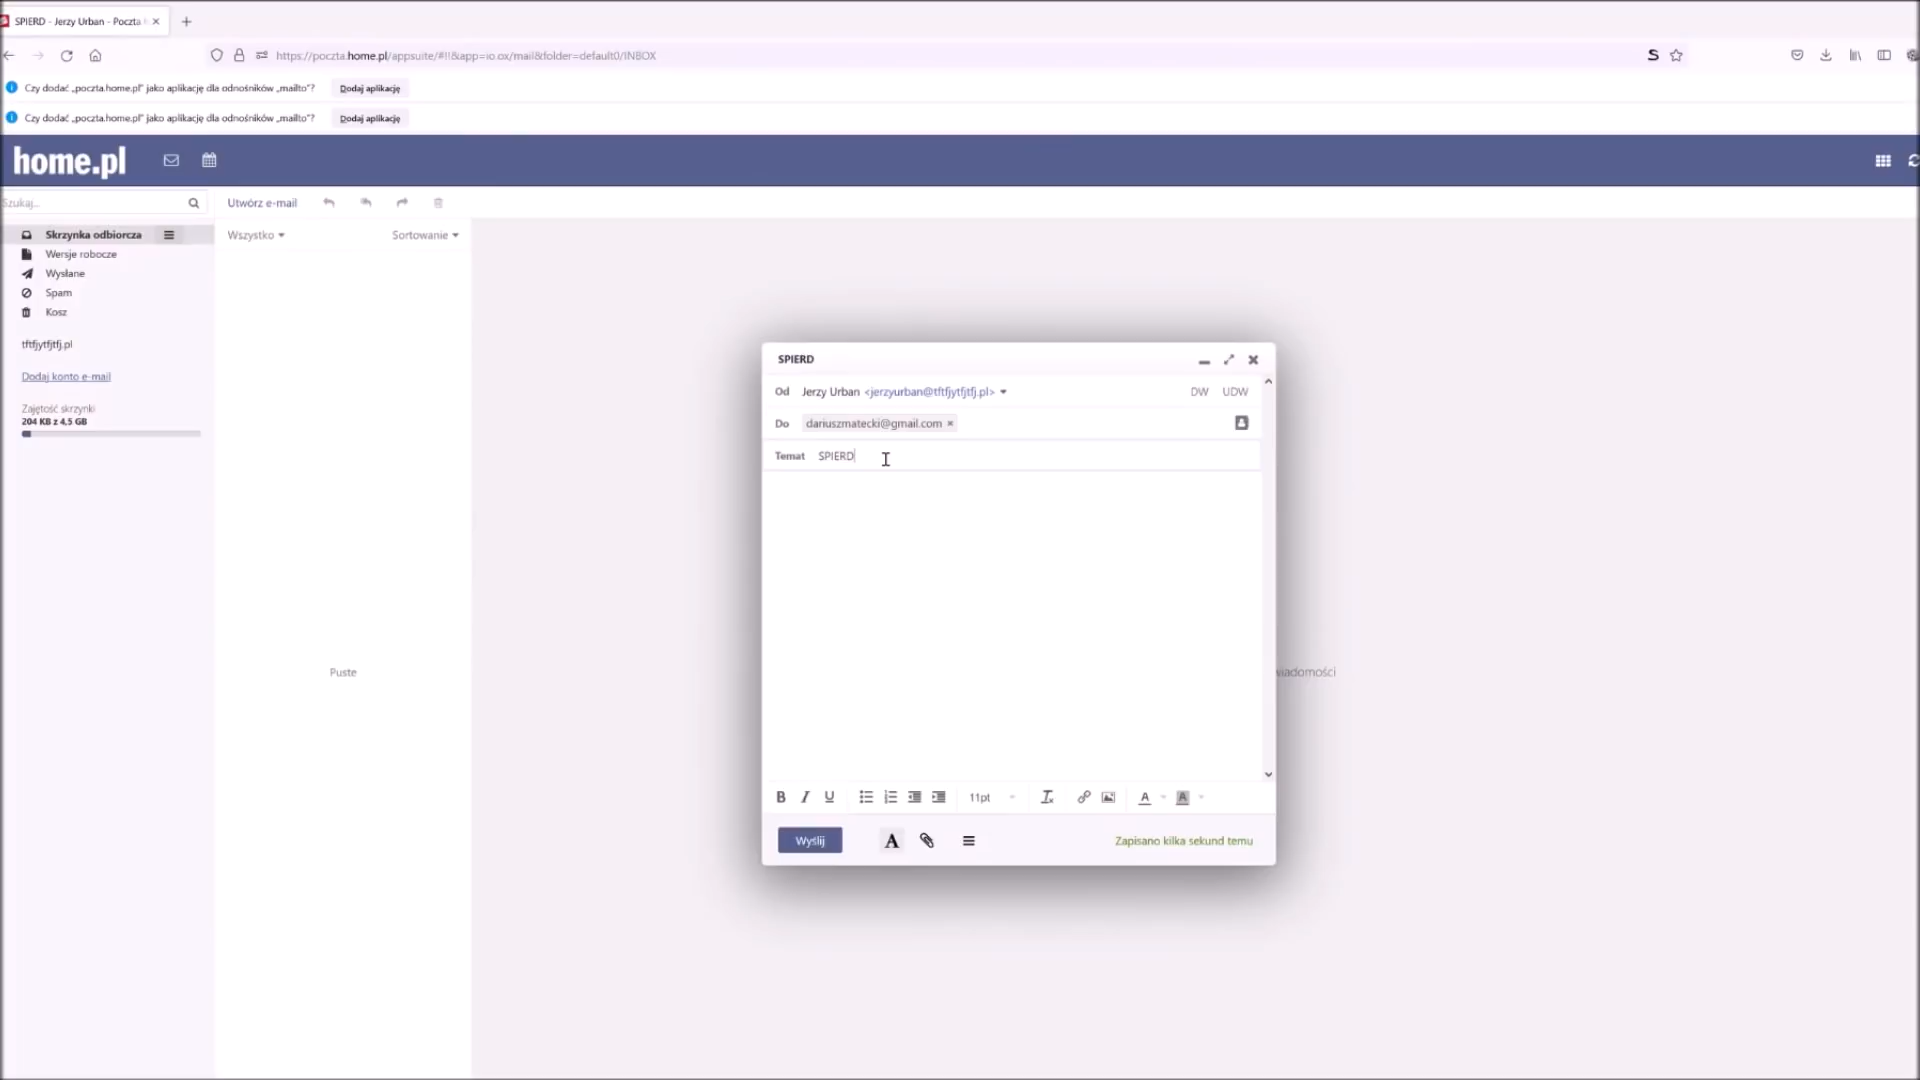 SPIERD - Jerzy Urban - Poczta
https://poczta.home.pl/appsuite/#!!&app=io.ox/mail&folder=default0/INBOX
S
Czy dodać „poczta.home.pl” jako aplikację dla odnośników „mailto”?
Dodaj aplikację
Czy dodać „poczta.home.pl” jako aplikację dla odnośników „mailto”?
Dodaj aplikację
home.pl
Szukaj...
Utwórz e-mail
Skrzynka odbiorcza
Wersje robocze
Wysłane
Spam
Kosz
tftfjytfjtfj.pl
Dodaj konto e-mail
Zajętość skrzynki
204 KB z 4,5 GB
Wszystko
Sortowanie
Puste
SPIERD
Od Jerzy Urban <jerzyurban@tftfjytfjtfj.pl>
DW UDW
Do dariuszmatecki@gmail.com ×
Temat SPIERD
B I U
11pt
A A
Wyślij
A
Zapisano kilka sekund temu